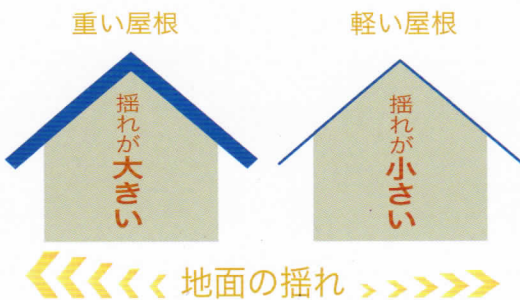 重い屋根
軽い屋根
揺れが大きい
揺れが小さい
地面の揺れ